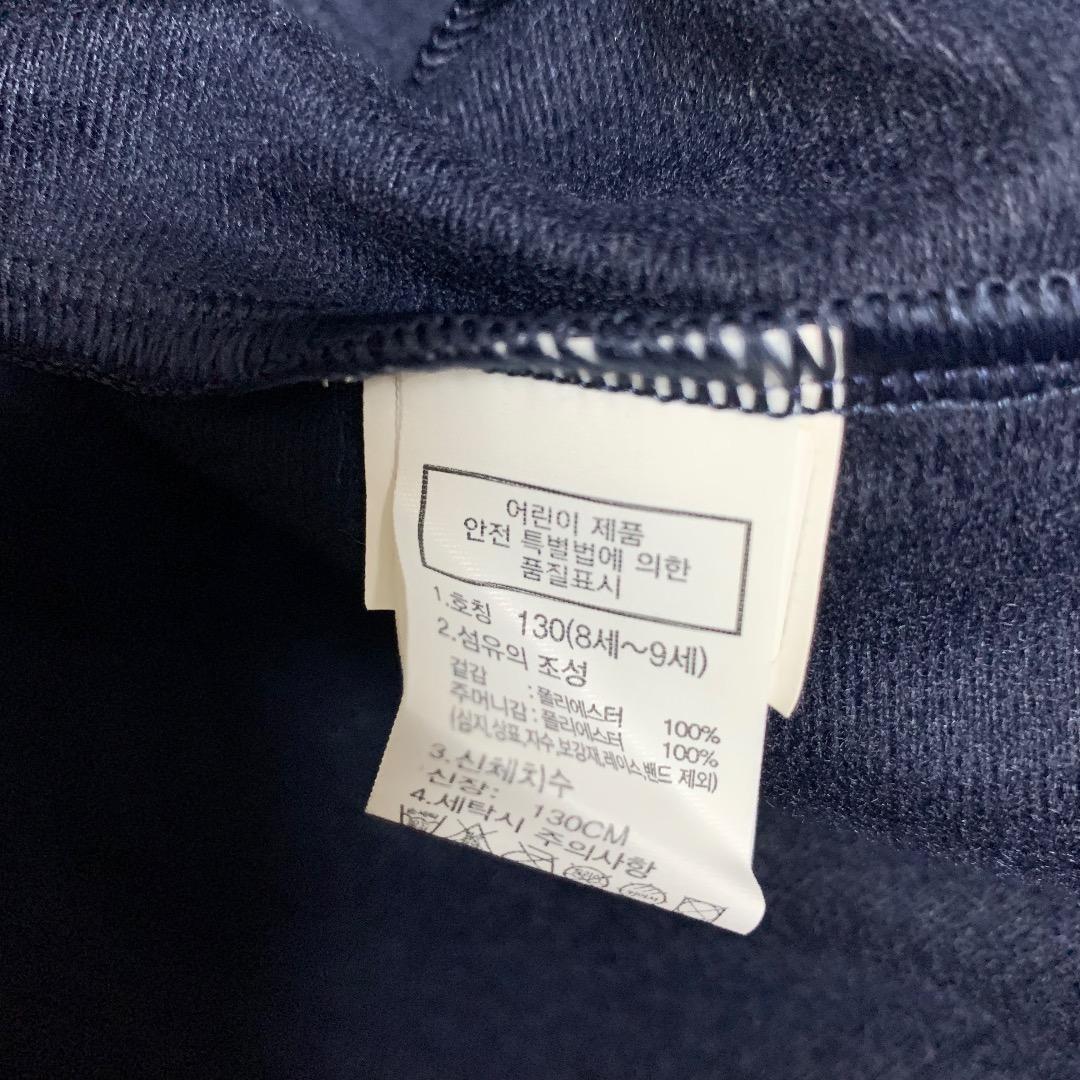 어린이 제품
안전 특별법에 의한
품질표시
1.호칭 130(8세~9세)
2.섬유의 조성
겉감 :폴리에스터 100%
주머니감:폴리에스터 100%
(심지,상표,자수,보강재,레이스,밴드 제외)
3.신체치수
신장: 130CM
4.세탁시 주의사항